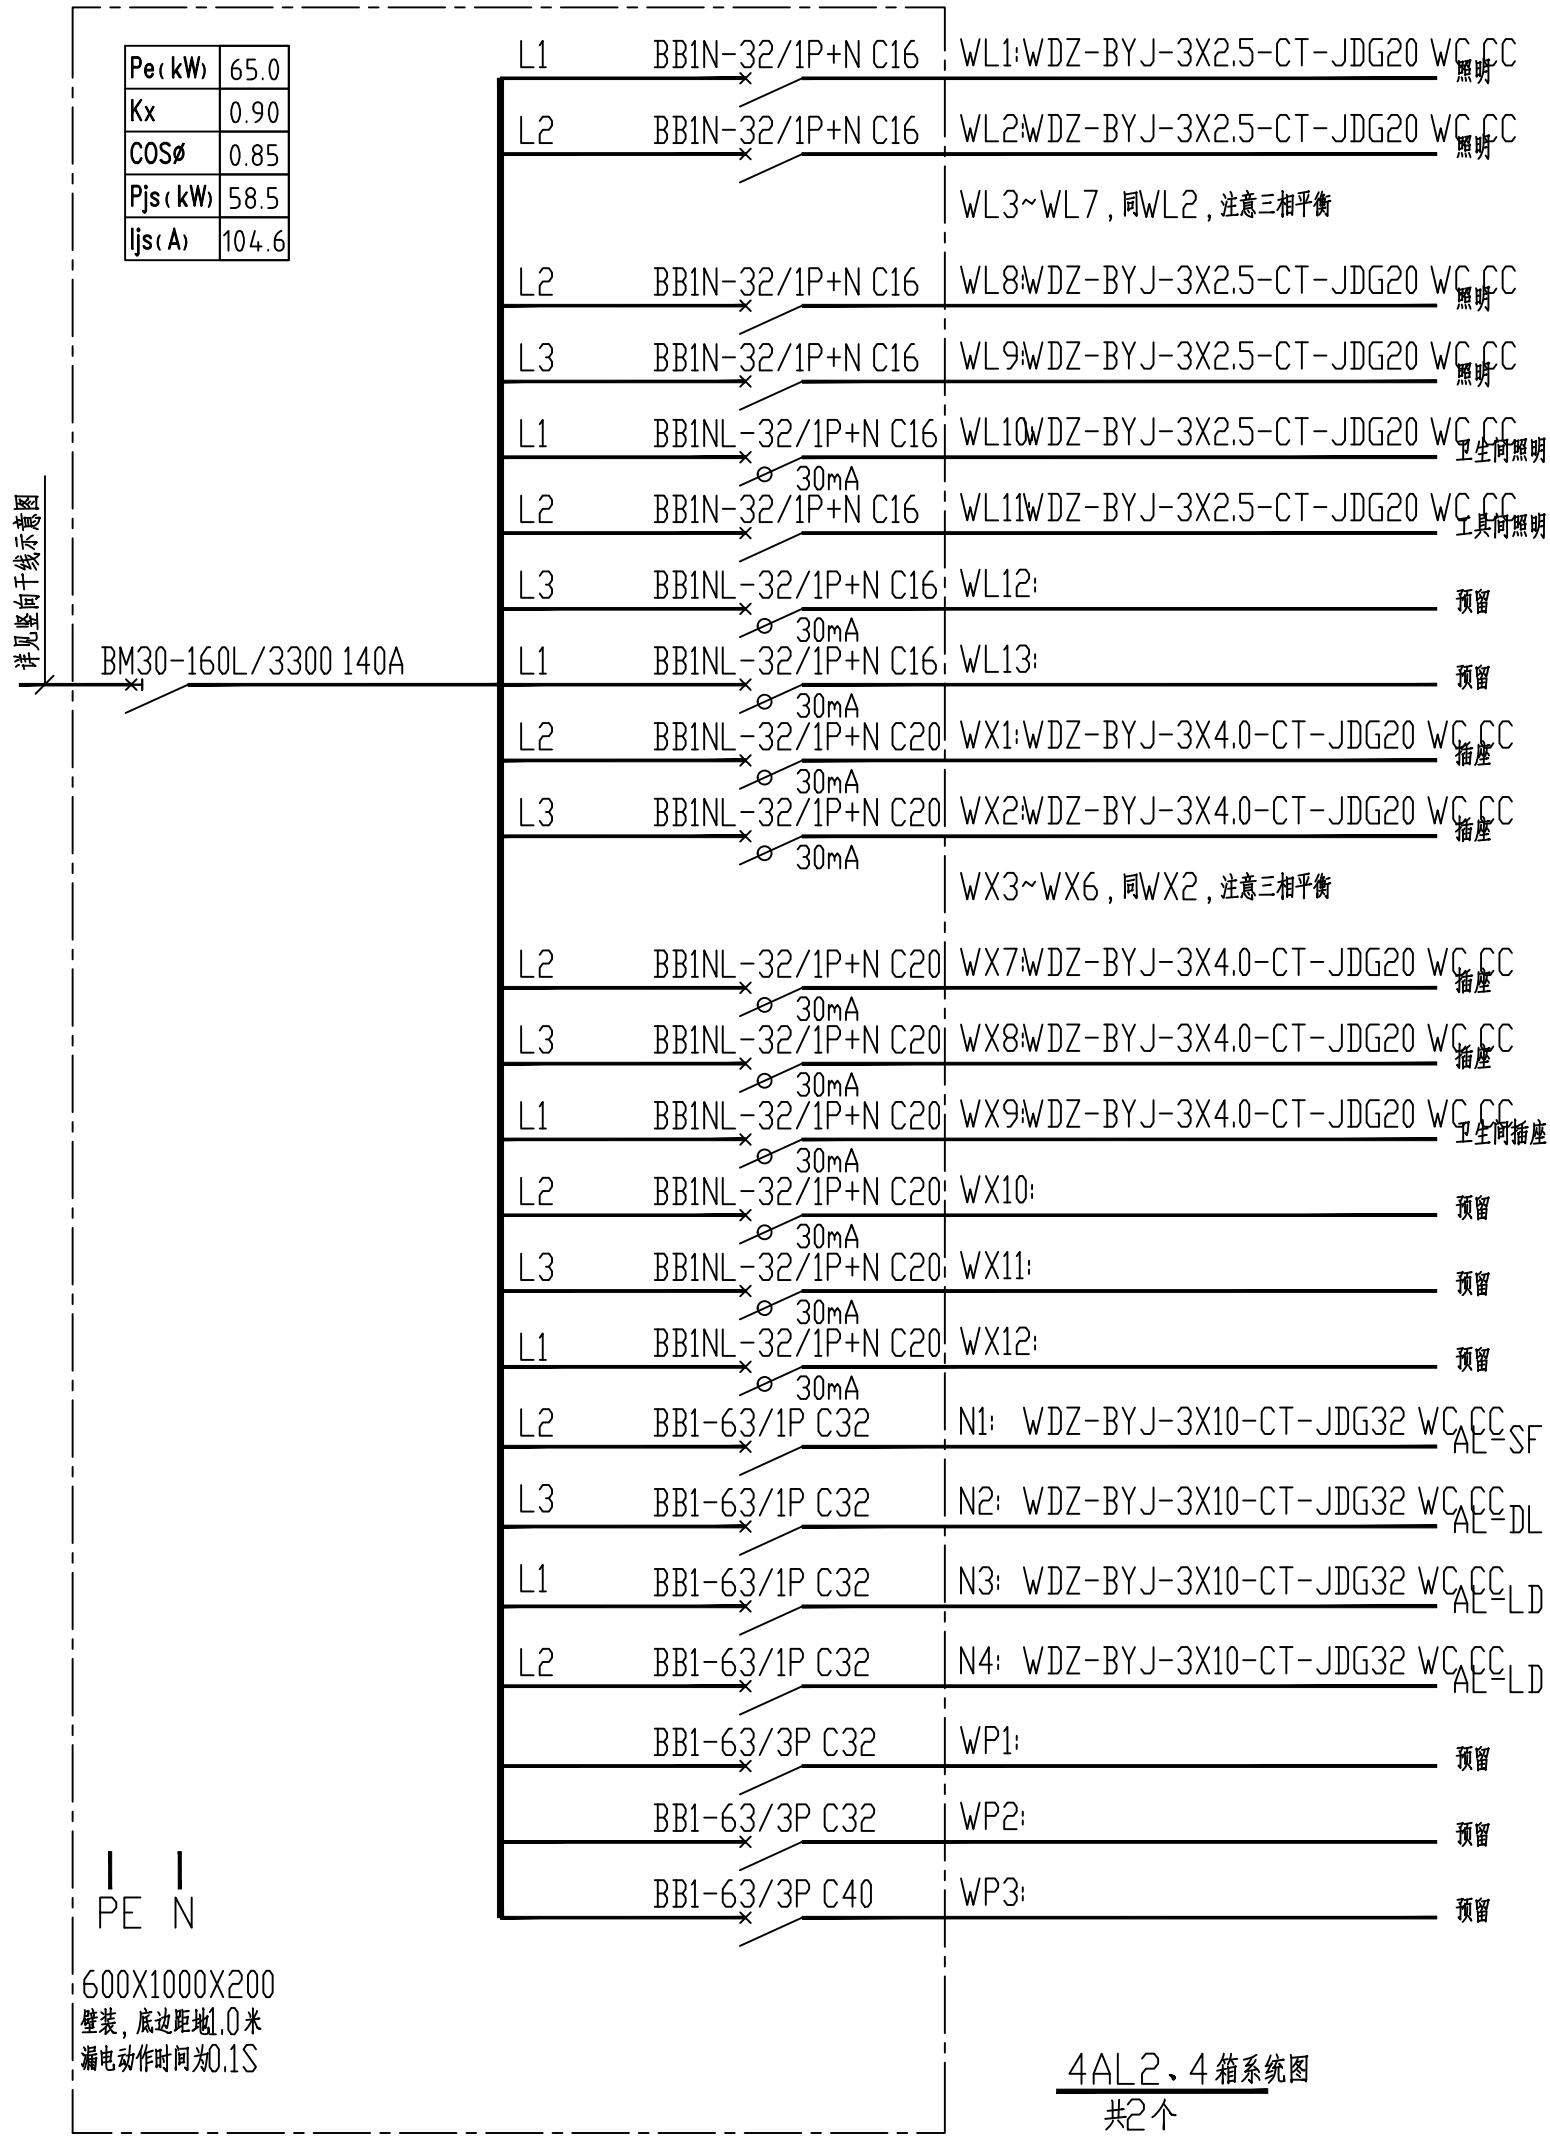 Pe(kW) 65.0
Kx 0.90
COSø 0.85
Pjs(kW) 58.5
Ijs(A) 104.6
详见竖向干线示意图
BM30-160L/3300 140A
L1 BB1N-32/1P+N C16 WL1:WDZ-BYJ-3X2.5-CT-JDG20 WC CC 照明
L2 BB1N-32/1P+N C16 WL2:WDZ-BYJ-3X2.5-CT-JDG20 WC CC 照明
WL3~WL7,同WL2,注意三相平衡
L2 BB1N-32/1P+N C16 WL8:WDZ-BYJ-3X2.5-CT-JDG20 WC CC 照明
L3 BB1N-32/1P+N C16 WL9:WDZ-BYJ-3X2.5-CT-JDG20 WC CC 照明
L1 BB1NL-32/1P+N C16 WL10:WDZ-BYJ-3X2.5-CT-JDG20 WC CC 卫生间照明
30mA
L2 BB1N-32/1P+N C16 WL11:WDZ-BYJ-3X2.5-CT-JDG20 WC CC 工具间照明
L3 BB1NL-32/1P+N C16 WL12: 预留
30mA
L1 BB1NL-32/1P+N C16 WL13: 预留
30mA
L2 BB1NL-32/1P+N C20 WX1:WDZ-BYJ-3X4.0-CT-JDG20 WC CC 插座
30mA
L3 BB1NL-32/1P+N C20 WX2:WDZ-BYJ-3X4.0-CT-JDG20 WC CC 插座
30mA
WX3~WX6,同WX2,注意三相平衡
L2 BB1NL-32/1P+N C20 WX7:WDZ-BYJ-3X4.0-CT-JDG20 WC CC 插座
30mA
L3 BB1NL-32/1P+N C20 WX8:WDZ-BYJ-3X4.0-CT-JDG20 WC CC 插座
30mA
L1 BB1NL-32/1P+N C20 WX9:WDZ-BYJ-3X4.0-CT-JDG20 WC CC 卫生间插座
30mA
L2 BB1NL-32/1P+N C20 WX10: 预留
30mA
L3 BB1NL-32/1P+N C20 WX11: 预留
30mA
L1 BB1NL-32/1P+N C20 WX12: 预留
30mA
L2 BB1-63/1P C32 N1: WDZ-BYJ-3X10-CT-JDG32 WC CC AL-SF
L3 BB1-63/1P C32 N2: WDZ-BYJ-3X10-CT-JDG32 WC CC AL-DL
L1 BB1-63/1P C32 N3: WDZ-BYJ-3X10-CT-JDG32 WC CC AL-LD
L2 BB1-63/1P C32 N4: WDZ-BYJ-3X10-CT-JDG32 WC CC AL-LD
BB1-63/3P C32 WP1: 预留
BB1-63/3P C32 WP2: 预留
BB1-63/3P C40 WP3: 预留
PE N
600X1000X200
壁装,底边距地1.0米
漏电动作时间为0.1S
4AL2、4箱系统图
共2个